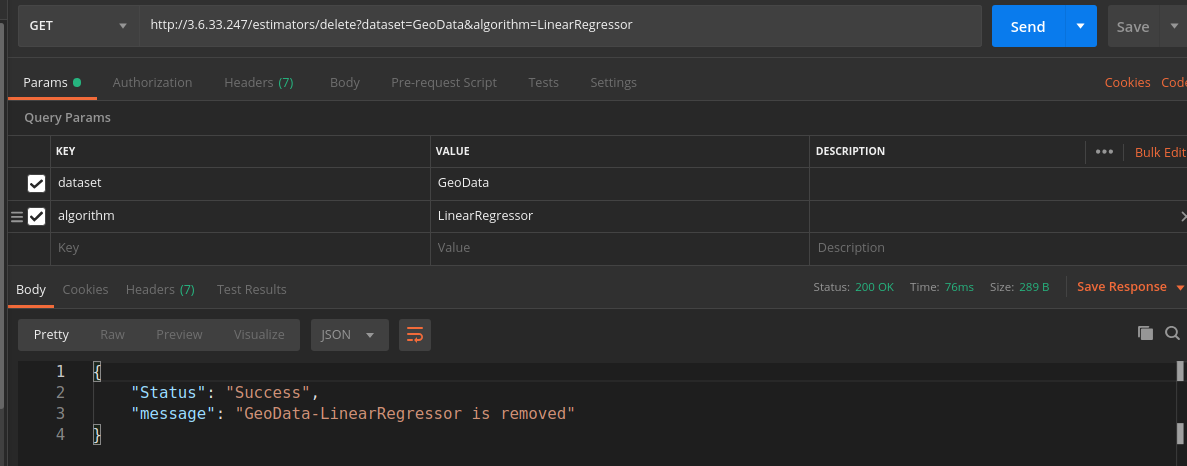 GET http://3.6.33.247/estimators/delete?dataset=GeoData&algorithm=LinearRegressor Send Save
Params Authorization Headers (7) Body Pre-request Script Tests Settings Cookies Code
Query Params
KEY VALUE DESCRIPTION ••• Bulk Edit
dataset GeoData
algorithm LinearRegressor
Key Value Description
Body Cookies Headers (7) Test Results Status: 200 OK Time: 76ms Size: 289 B Save Response
Pretty Raw Preview Visualize JSON
1 {
2 "Status": "Success",
3 "message": "GeoData-LinearRegressor is removed"
4 }